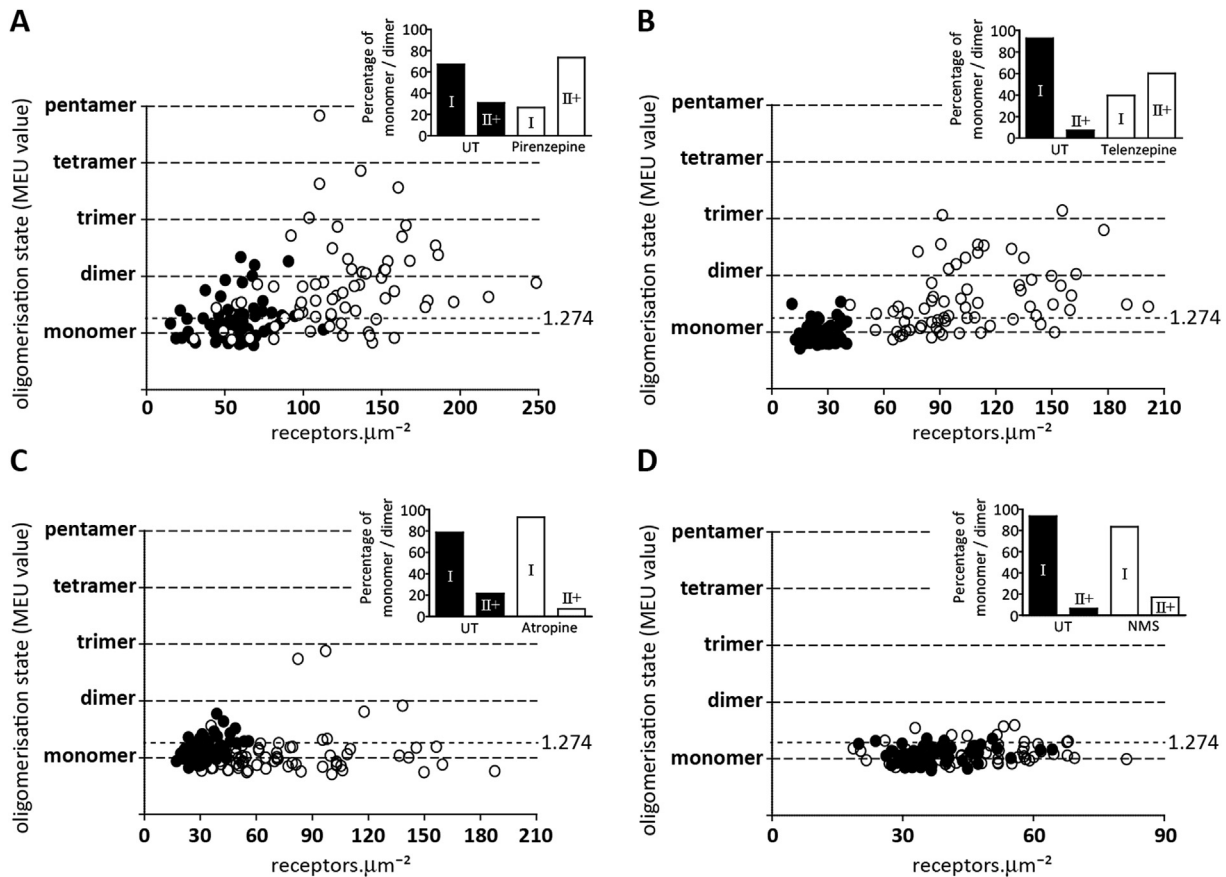 A
oligomerisation state (MEU value)
pentamer
tetramer
trimer
dimer
monomer
1.274
0 50 100 150 200 250
receptors.µm⁻²
Percentage of
monomer / dimer
100
80
60
40
20
0
I II+ I II+
UT Pirenzepine
B
oligomerisation state (MEU value)
pentamer
tetramer
trimer
dimer
monomer
1.274
0 30 60 90 120 150 180 210
receptors.µm⁻²
Percentage of
monomer / dimer
100
80
60
40
20
0
I II+ I II+
UT Telenzepine
C
oligomerisation state (MEU value)
pentamer
tetramer
trimer
dimer
monomer
1.274
0 30 60 90 120 150 180 210
receptors.µm⁻²
Percentage of
monomer / dimer
100
80
60
40
20
0
I II+ I II+
UT Atropine
D
oligomerisation state (MEU value)
pentamer
tetramer
trimer
dimer
monomer
1.274
0 30 60 90
receptors.µm⁻²
Percentage of
monomer / dimer
100
80
60
40
20
0
I II+ I II+
UT NMS